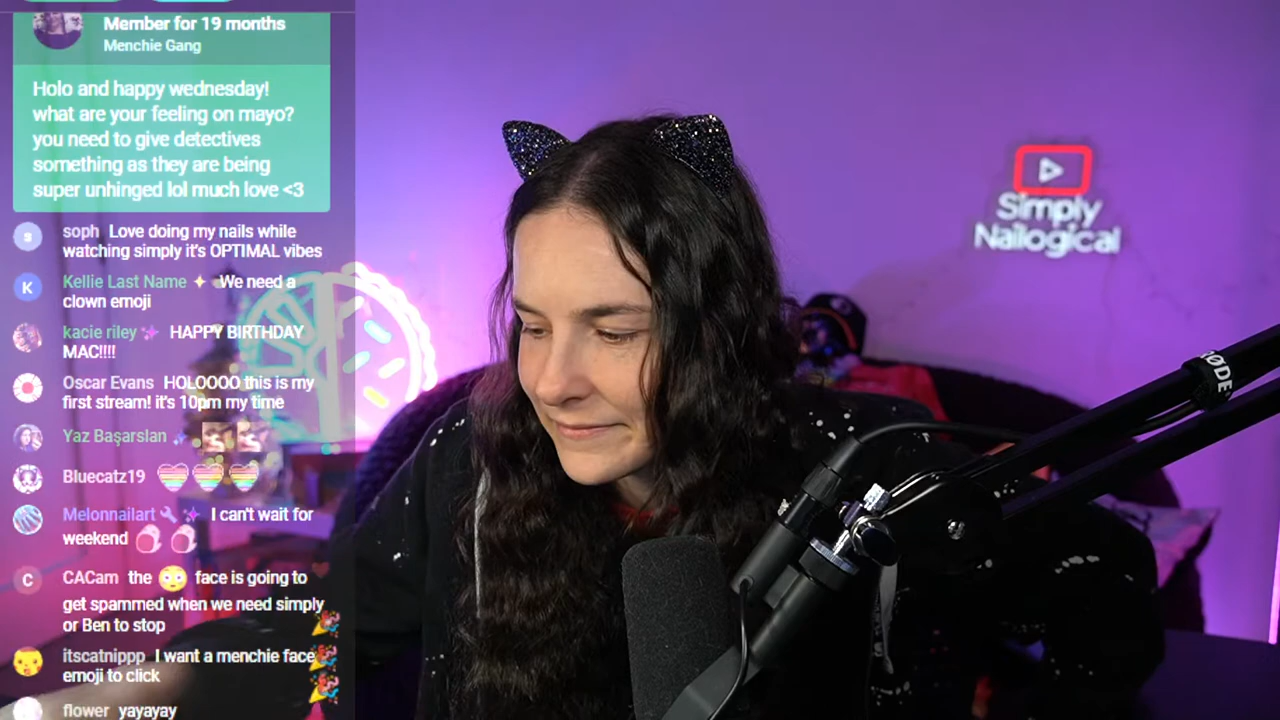 Member for 19 months
Menchie Gang
Holo and happy wednesday!
what are your feeling on mayo?
you need to give detectives
something as they are being
super unhinged lol much love <3
s soph Love doing my nails while
watching simply it's OPTIMAL vibes
K Kellie Last Name We need a
clown emoji
kacie riley HAPPY BIRTHDAY
MAC!!!!
Oscar Evans HOLOOOO this is my
first stream! it's 10pm my time
Yaz Başarslan
Bluecatz19
Melonnailart I can't wait for
weekend
C CACam the 😳 face is going to
get spammed when we need simply
or Ben to stop
itscatnippp I want a menchie face
emoji to click
flower yayayay
Simply
Nailogical
RØDE